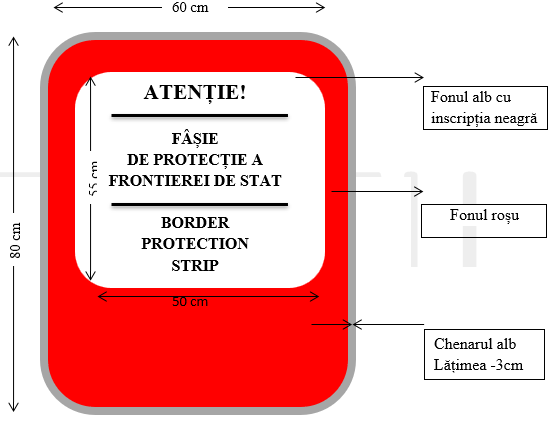 60 cm
ATENȚIE!
FÂȘIE
DE PROTECȚIE A
FRONTIEREI DE STAT
BORDER
PROTECTION
STRIP
55 cm
50 cm
80 cm
Fonul alb cu
inscripția neagră
Fonul roșu
Chenarul alb
Lățimea -3cm